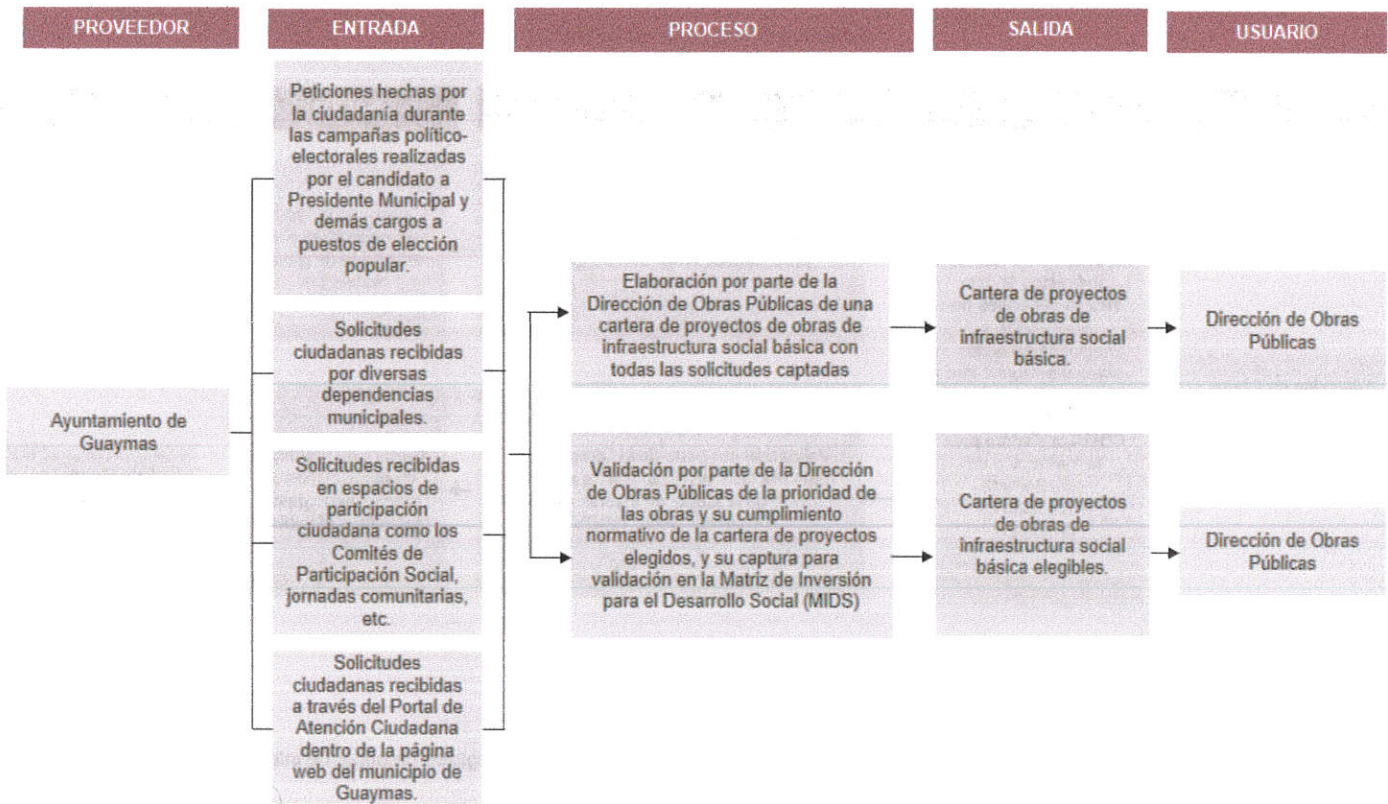 PROVEEDOR
ENTRADA
PROCESO
SALIDA
USUARIO
Ayuntamiento de
Guaymas
Peticiones hechas por
la ciudadanía durante
las campañas político-
electorales realizadas
por el candidato a
Presidente Municipal y
demás cargos a
puestos de elección
popular.
Solicitudes
ciudadanas recibidas
por diversas
dependencias
municipales.
Solicitudes recibidas
en espacios de
participación
ciudadana como los
Comités de
Participación Social,
jornadas comunitarias,
etc.
Solicitudes
ciudadanas recibidas
a través del Portal de
Atención Ciudadana
dentro de la página
web del municipio de
Guaymas.
Elaboración por parte de la
Dirección de Obras Públicas de una
cartera de proyectos de obras de
infraestructura social básica con
todas las solicitudes captadas
Cartera de proyectos
de obras de
infraestructura social
básica.
Dirección de Obras
Públicas
Validación por parte de la Dirección
de Obras Públicas de la prioridad de
las obras y su cumplimiento
normativo de la cartera de proyectos
elegidos, y su captura para
validación en la Matriz de Inversión
para el Desarrollo Social (MIDS)
Cartera de proyectos
de obras de
infraestructura social
básica elegibles.
Dirección de Obras
Públicas